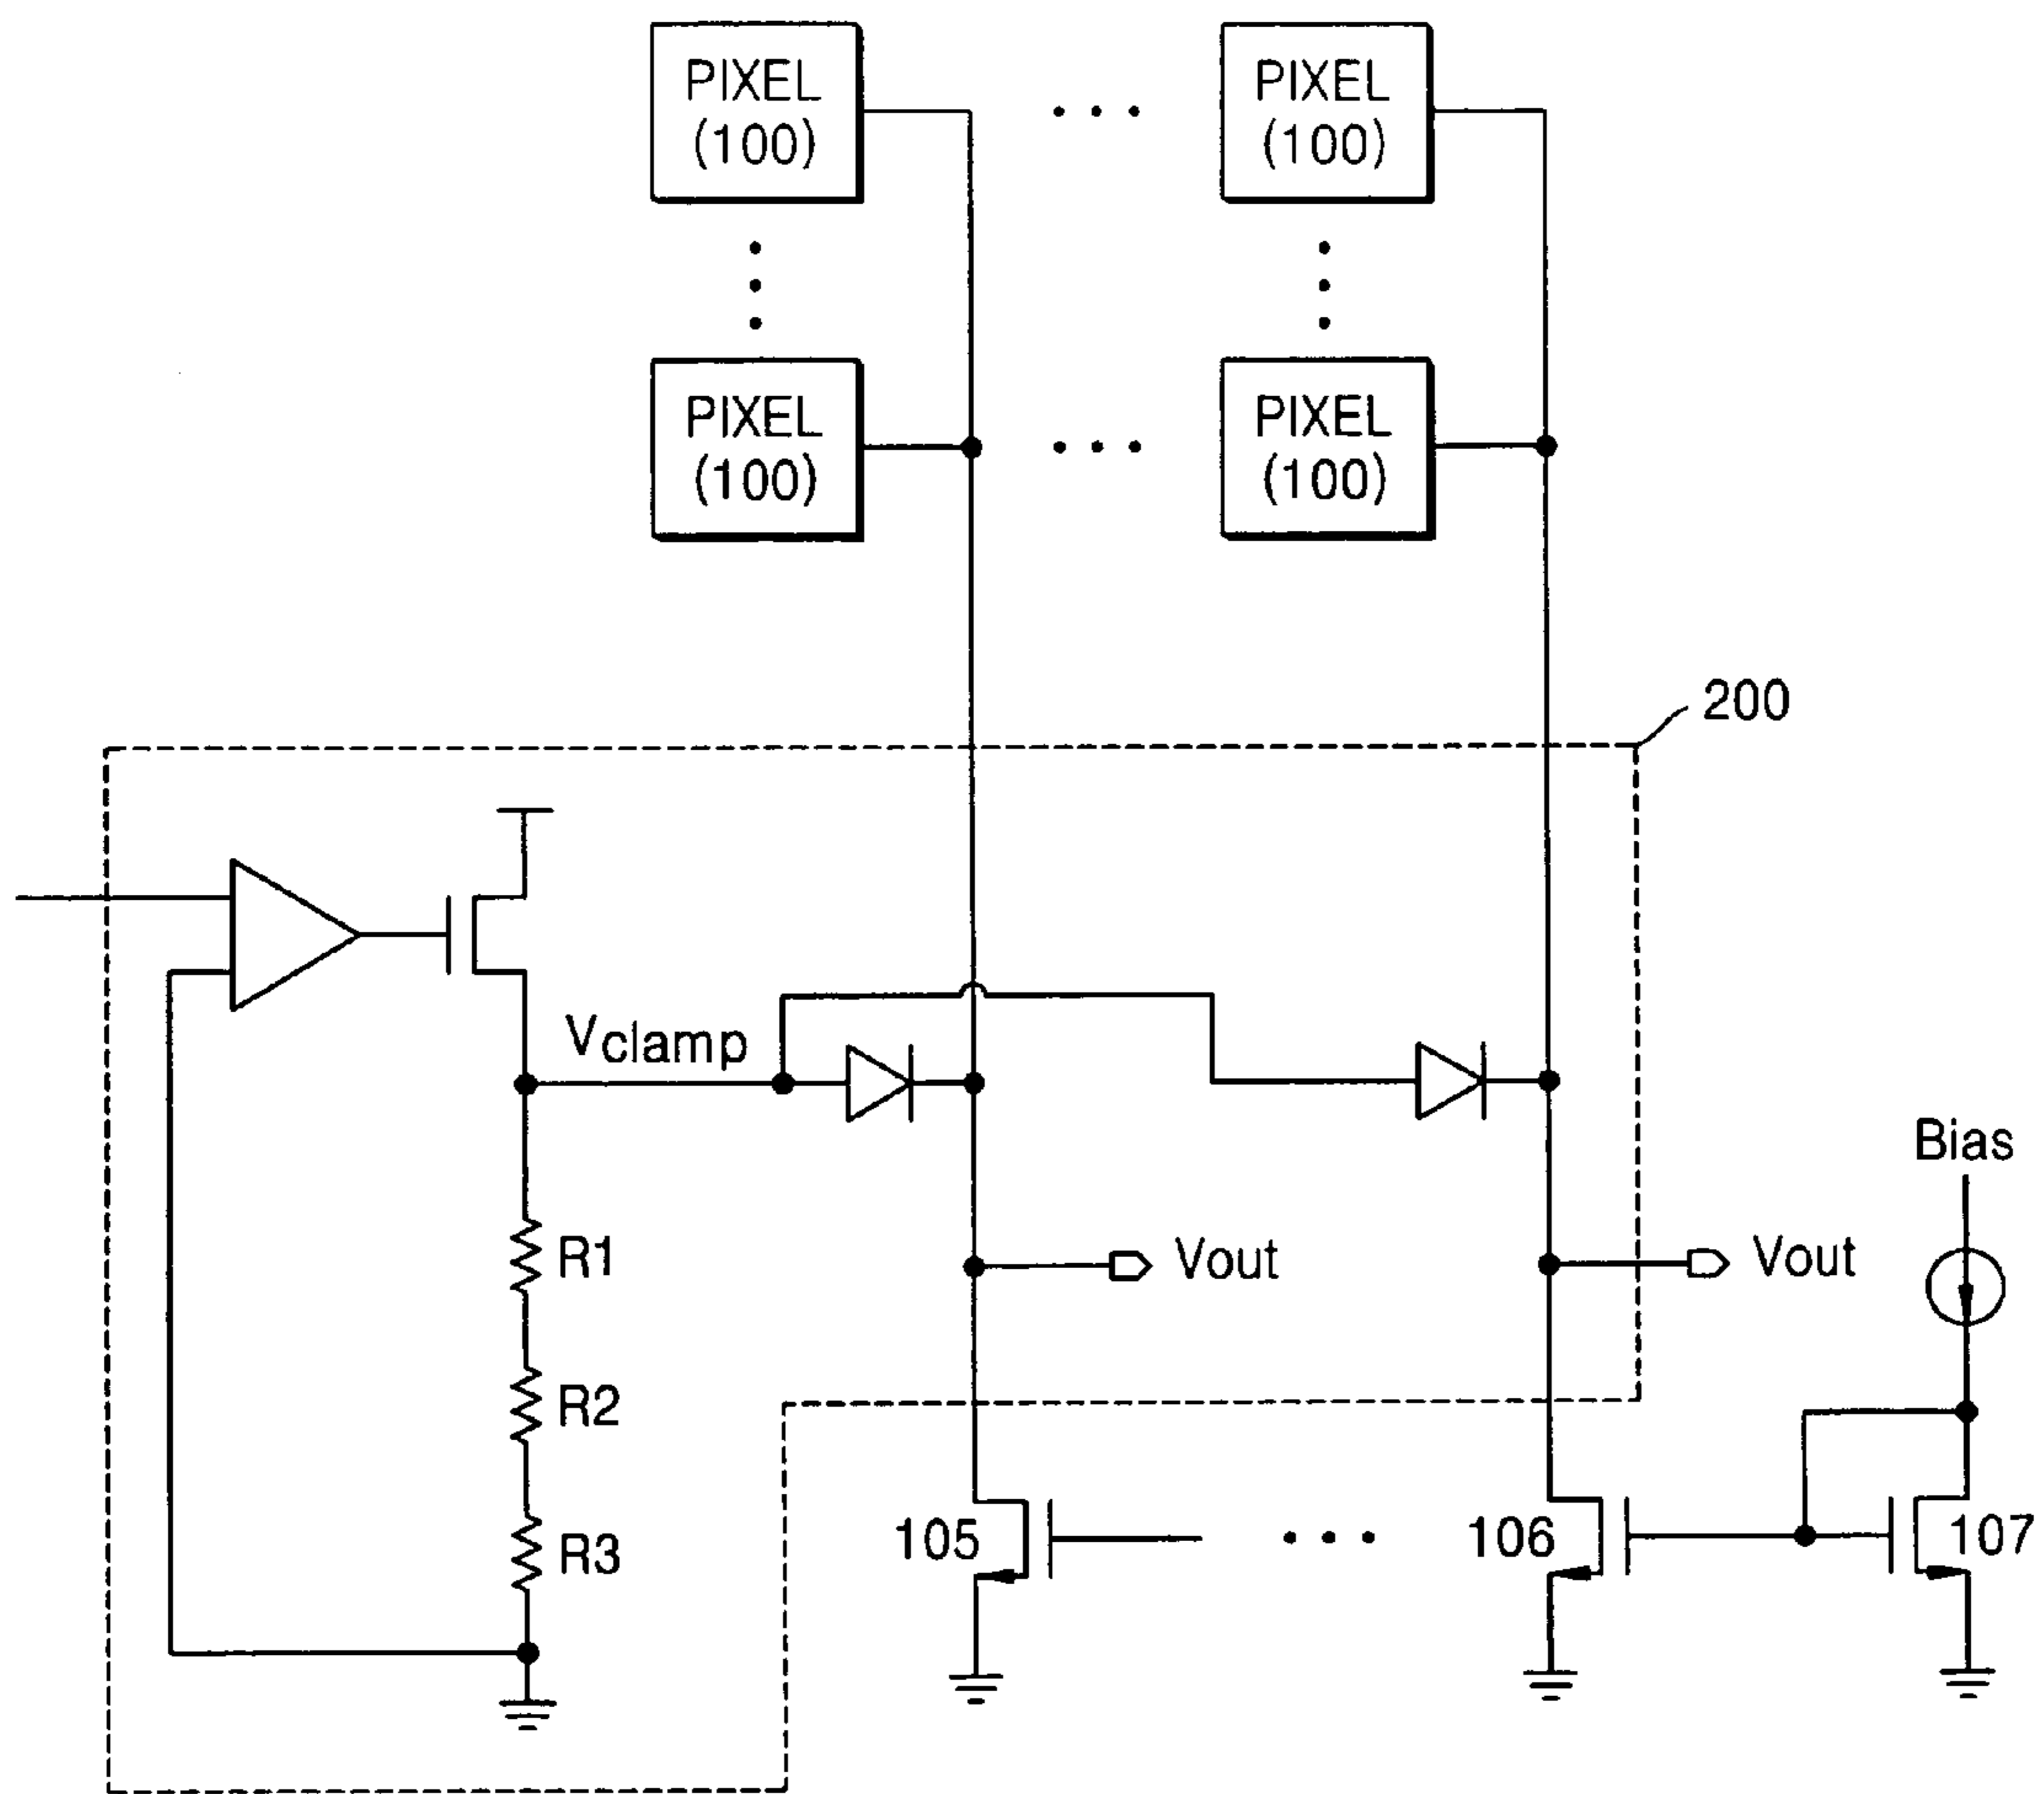 PIXEL
(100)
PIXEL
(100)
PIXEL
(100)
PIXEL
(100)
200
Vclamp
Bias
R1
Vout
Vout
R2
R3
105
106
107